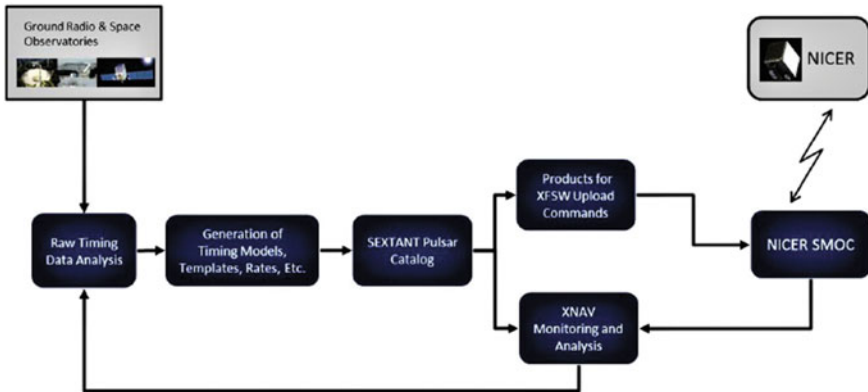 Ground Radio & Space
Observatories
NICER
Products for
XFSW Upload
Commands
Raw Timing
Data Analysis
Generation of
Timing Models,
Templates, Rates, Etc.
SEXTANT Pulsar
Catalog
NICER SMOC
XNAV
Monitoring and
Analysis